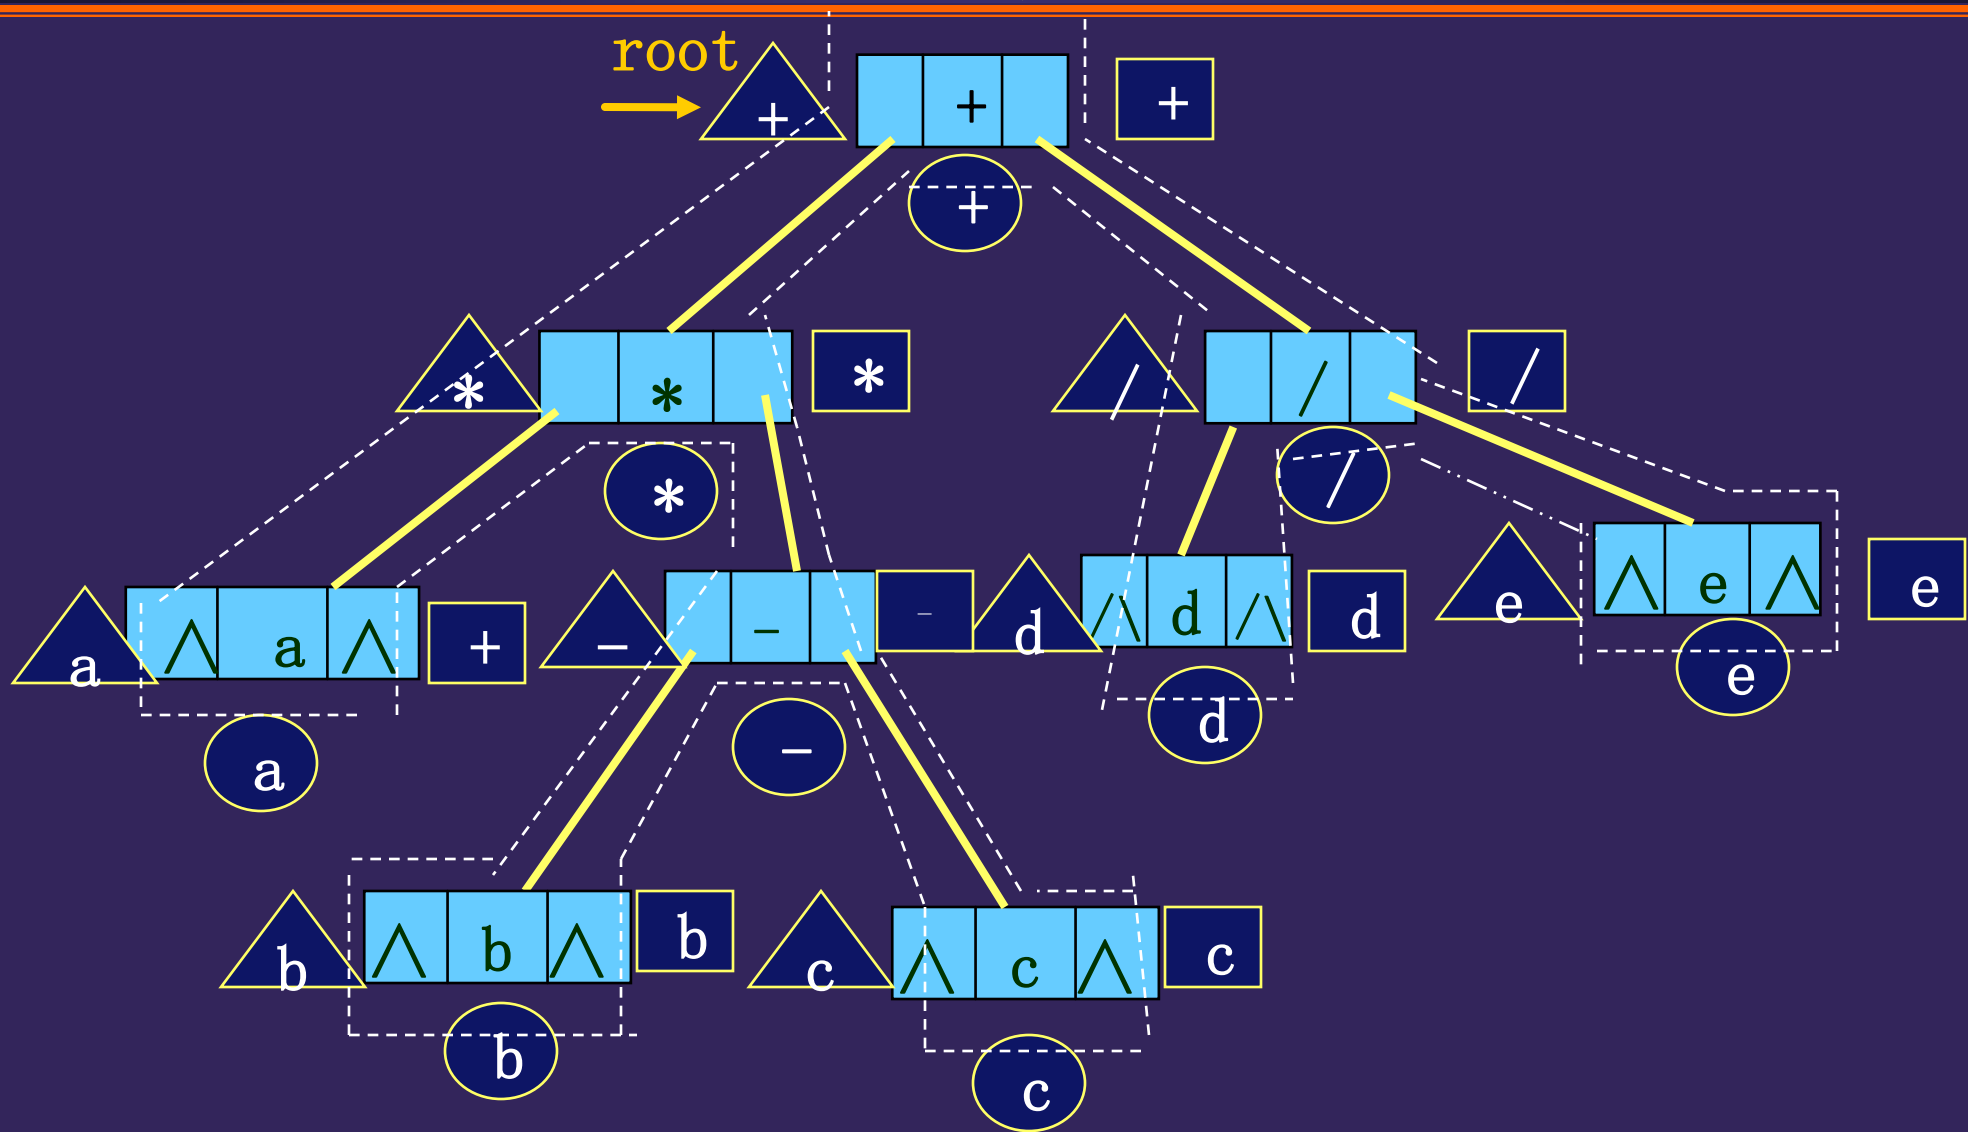 root
+ + +
+
* * *
/ / /
*
/
a ∧ a ∧ +
− − −
d ∧ d ∧ d
e ∧ e ∧ e
a
−
d
e
b ∧ b ∧ b
c ∧ c ∧ c
b
c